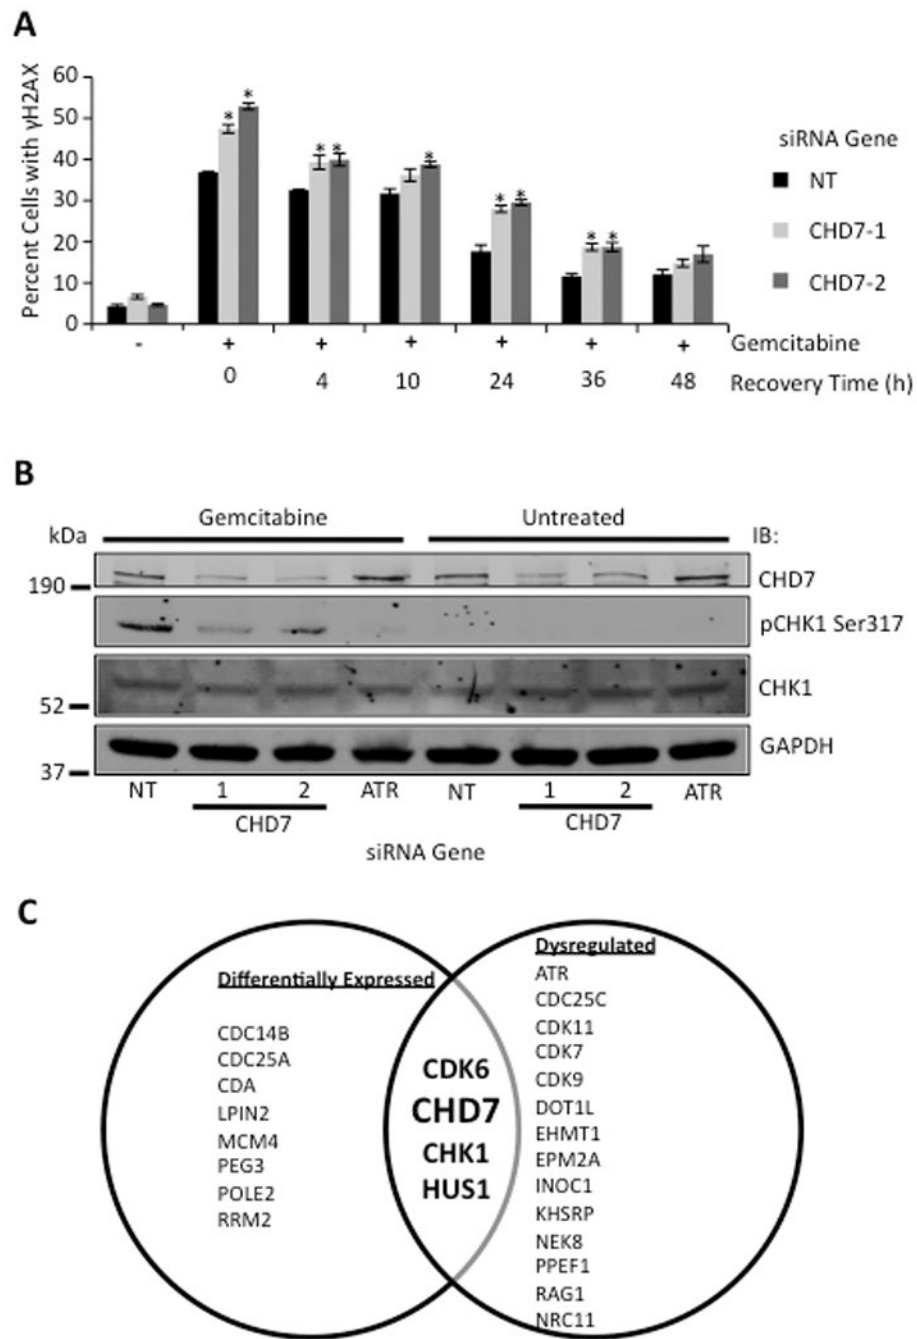 A
Percent Cells with γH2AX
60
50
40
30
20
10
0
* * * * * * * * * *
siRNA Gene
NT
CHD7-1
CHD7-2
- + + + + + + Gemcitabine
0 4 10 24 36 48 Recovery Time (h)
B
Gemcitabine Untreated
kDa IB:
190 CHD7
pCHK1 Ser317
52 CHK1
37 GAPDH
NT 1 2 ATR NT 1 2 ATR
CHD7 CHD7
siRNA Gene
C
Differentially Expressed
CDC14B
CDC25A
CDA
LPIN2
MCM4
PEG3
POLE2
RRM2
CDK6
CHD7
CHK1
HUS1
Dysregulated
ATR
CDC25C
CDK11
CDK7
CDK9
DOT1L
EHMT1
EPM2A
INOC1
KHSRP
NEK8
PPEF1
RAG1
NRC11